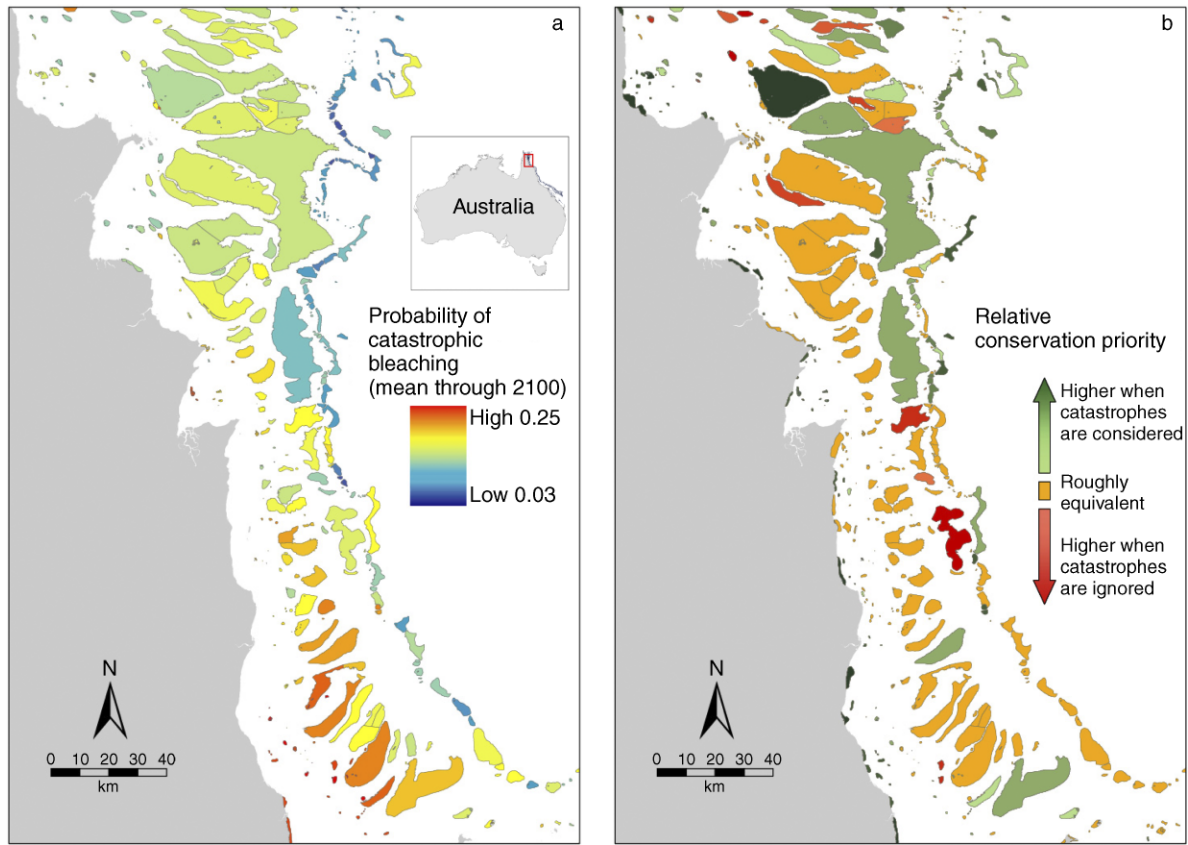 a
Australia
Probability of
catastrophic
bleaching
(mean through 2100)
High 0.25
Low 0.03
N
0 10 20 30 40
km
b
Relative
conservation priority
Higher when
catastrophes
are considered
Roughly
equivalent
Higher when
catastrophes
are ignored
N
0 10 20 30 40
km